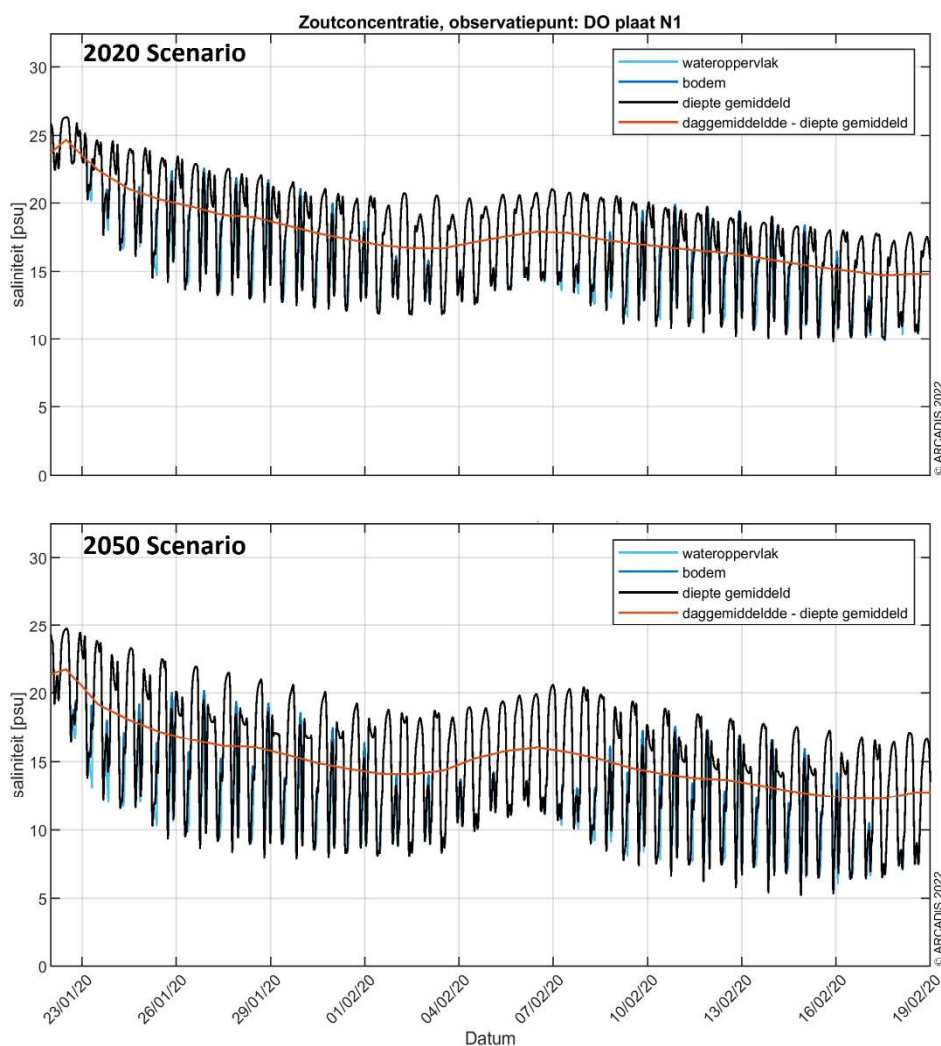 Zoutconcentratie, observatiepunt: DO plaat N1
2020 Scenario
wateroppervlak
bodem
diepte gemiddeld
daggemiddeldde - diepte gemiddeld
30
25
20
15
10
5
0
saliniteit [psu]
© ARCADIS 2022
2050 Scenario
wateroppervlak
bodem
diepte gemiddeld
daggemiddeldde - diepte gemiddeld
30
25
20
15
10
5
0
saliniteit [psu]
© ARCADIS 2022
23/01/20
26/01/20
29/01/20
01/02/20
04/02/20
07/02/20
10/02/20
13/02/20
16/02/20
19/02/20
Datum